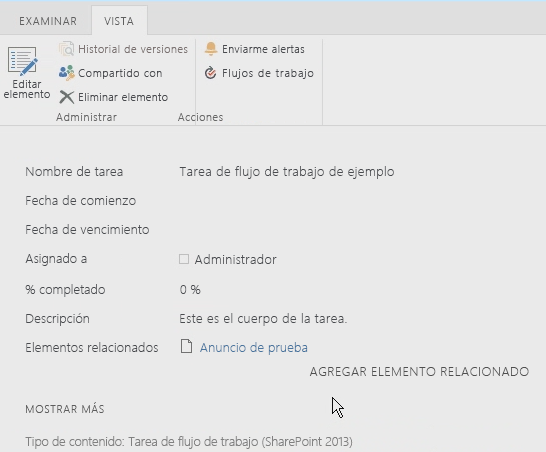 EXAMINAR VISTA
Historial de versiones Enviarme alertas
Editar elemento Compartido con Flujos de trabajo
Eliminar elemento
Administrar Acciones
Nombre de tarea Tarea de flujo de trabajo de ejemplo
Fecha de comienzo
Fecha de vencimiento
Asignado a Administrador
% completado 0 %
Descripción Este es el cuerpo de la tarea.
Elementos relacionados Anuncio de prueba
AGREGAR ELEMENTO RELACIONADO
MOSTRAR MÁS
Tipo de contenido: Tarea de flujo de trabajo (SharePoint 2013)